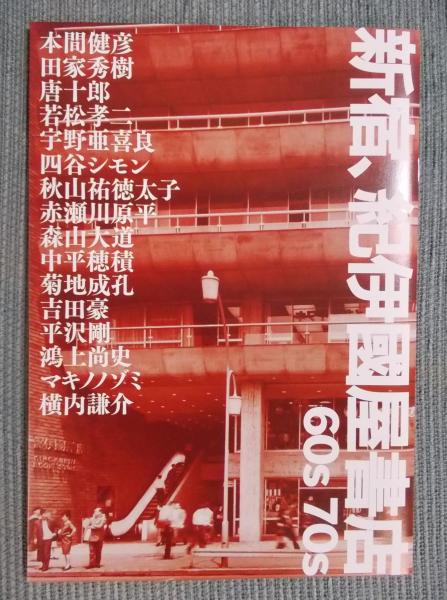 新宿、紀伊國屋書店
60s 70s
本間健彦
田家秀樹
唐十郎
若松孝二
宇野亜喜良
四谷シモン
秋山祐徳太子
赤瀬川原平
森山大道
中平穂積
菊地成孔
吉田豪
平沢剛
鴻上尚史
マキノノゾミ
横内謙介